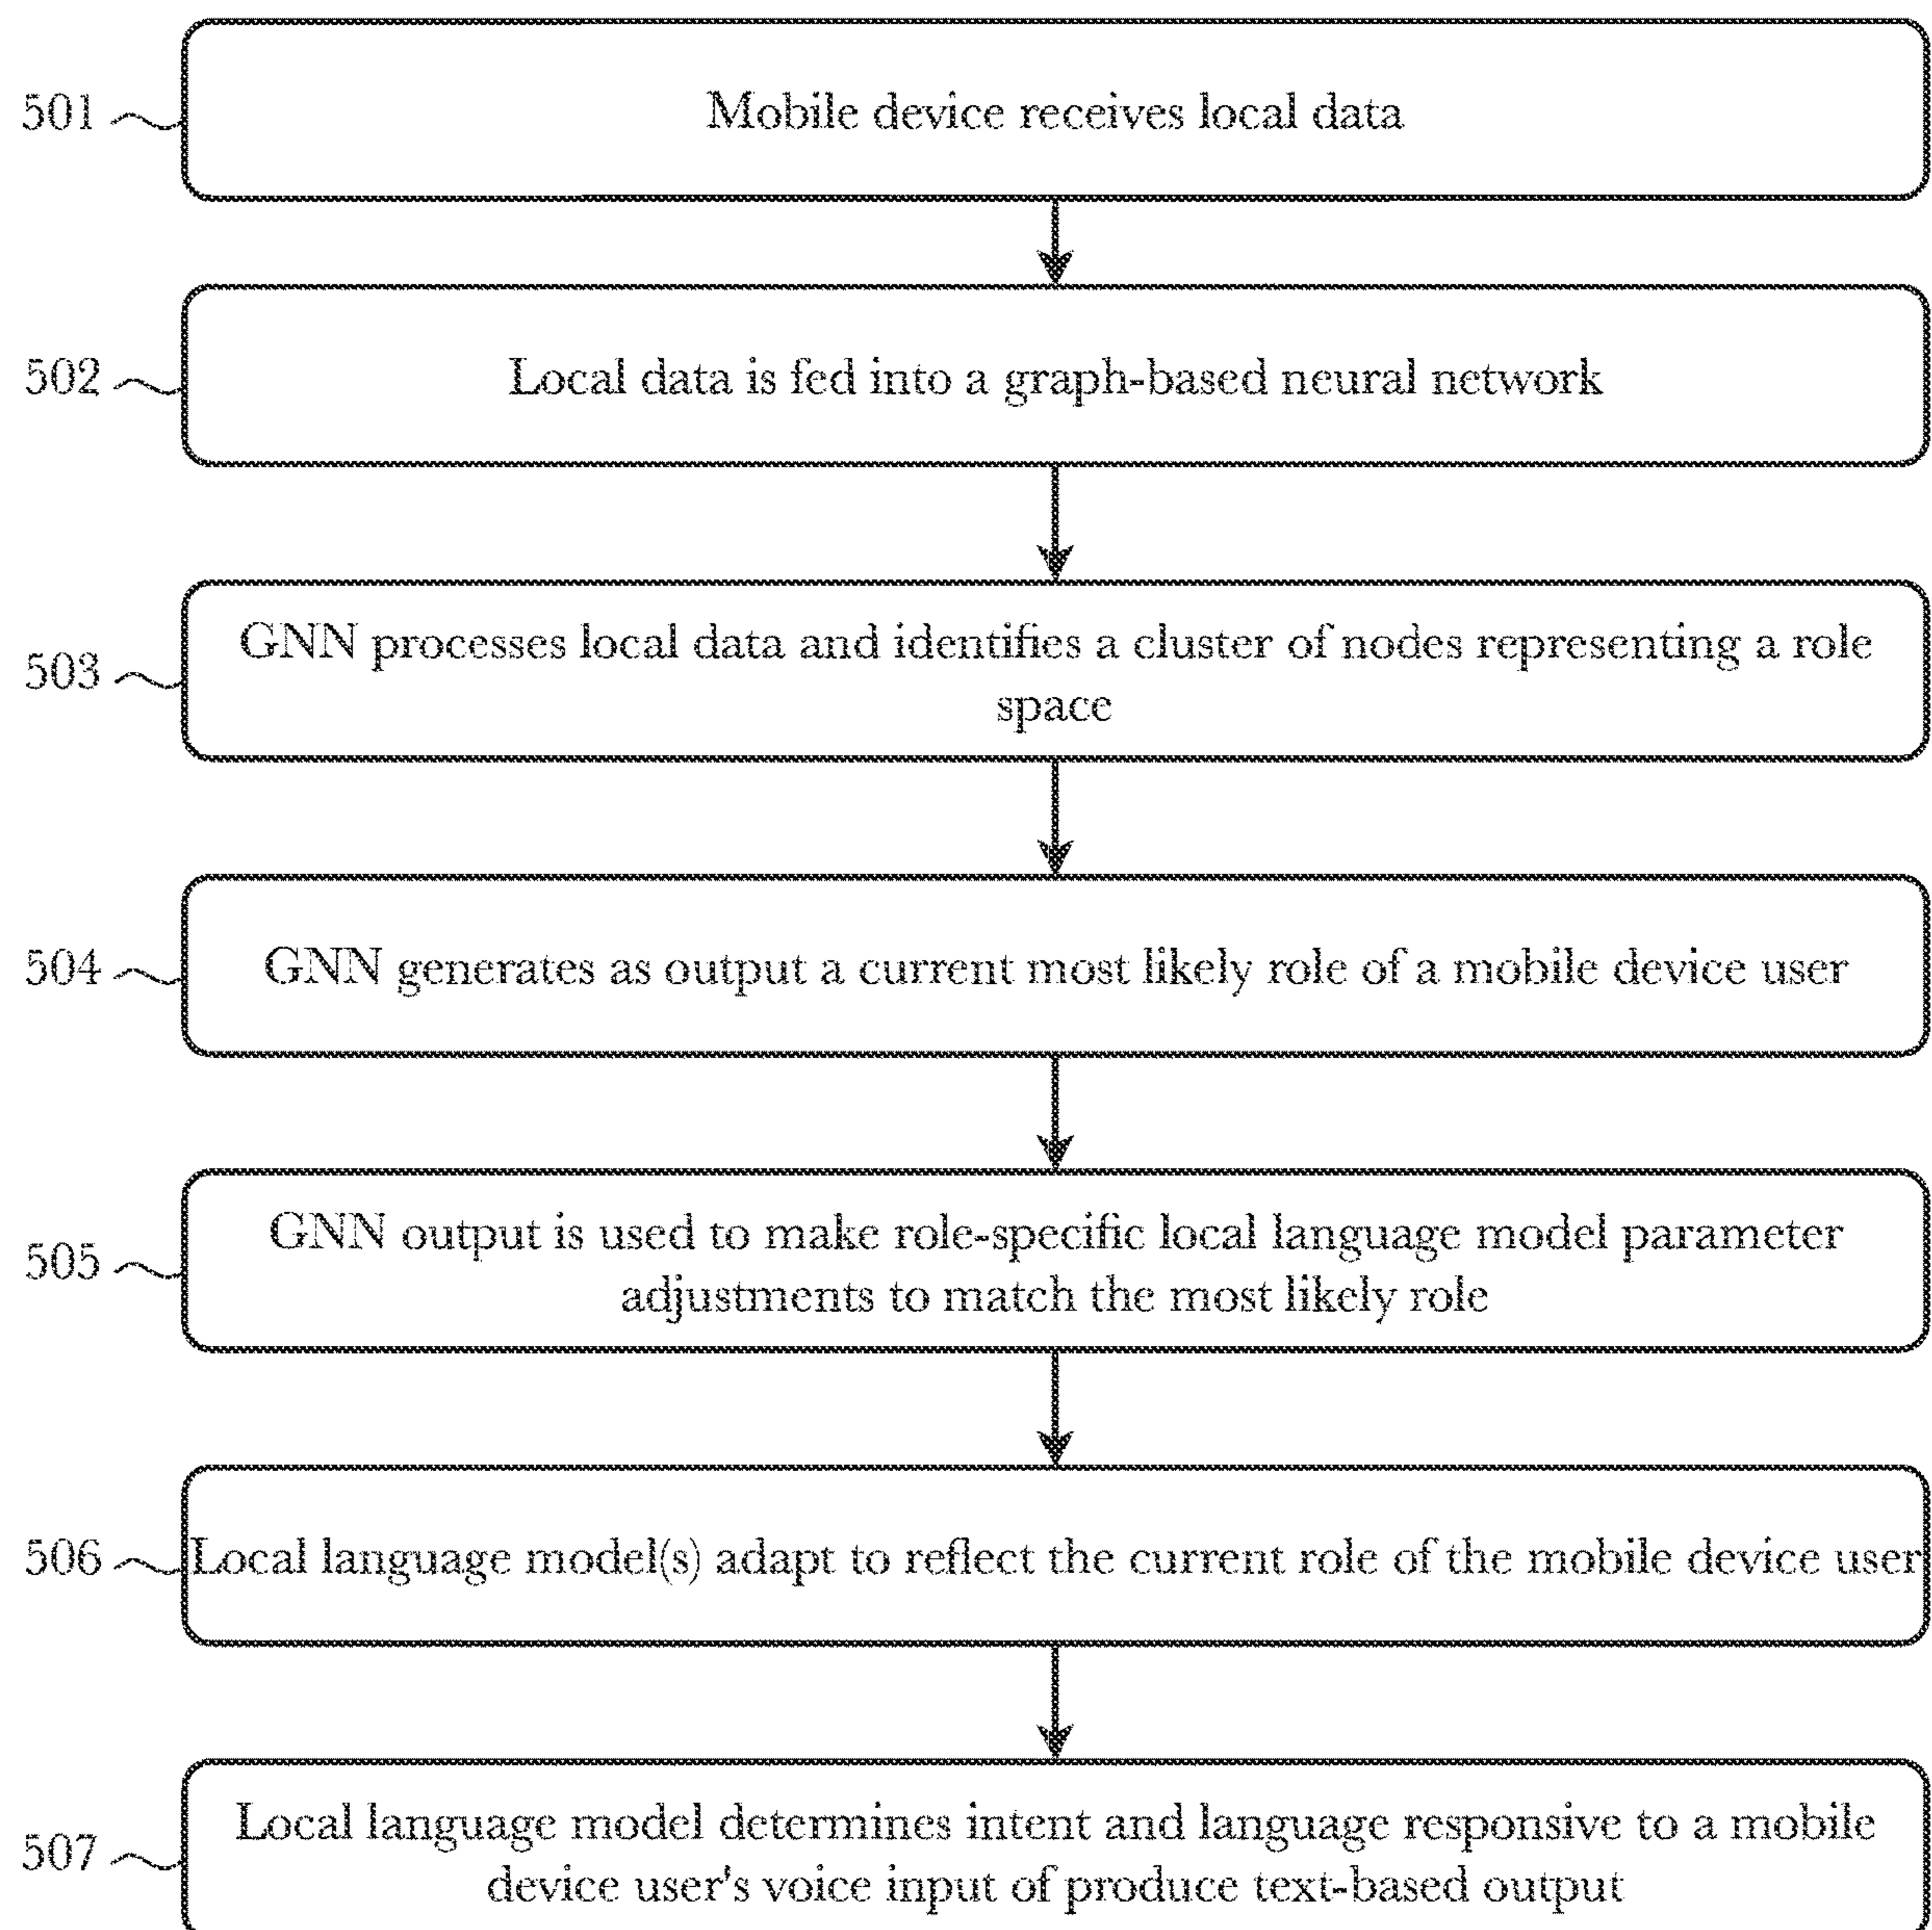 501
Mobile device receives local data
502
Local data is fed into a graph-based neural network
503
GNN processes local data and identifies a cluster of nodes representing a role
space
504
GNN generates as output a current most likely role of a mobile device user
505
GNN output is used to make role-specific local language model parameter
adjustments to match the most likely role
506
Local language model(s) adapt to reflect the current role of the mobile device user
507
Local language model determines intent and language responsive to a mobile
device user's voice input of produce text-based output